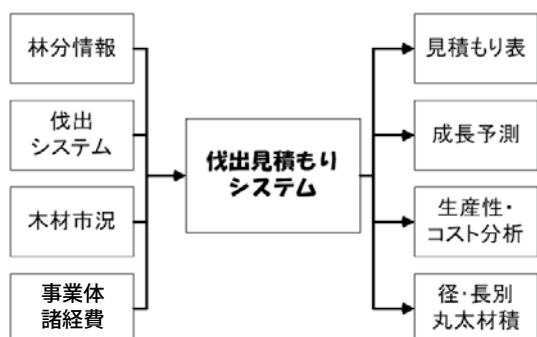 林分情報
伐出
システム
木材市況
事業体
諸経費
伐出見積もり
システム
見積もり表
成長予測
生産性・
コスト分析
径・長別
丸太材積